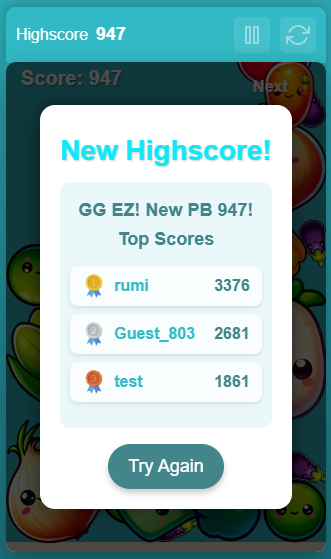 Highscore 947
Score: 947
Next
New Highscore!
GG EZ! New PB 947!
Top Scores
1 rumi 3376
2 Guest_803 2681
3 test 1861
Try Again